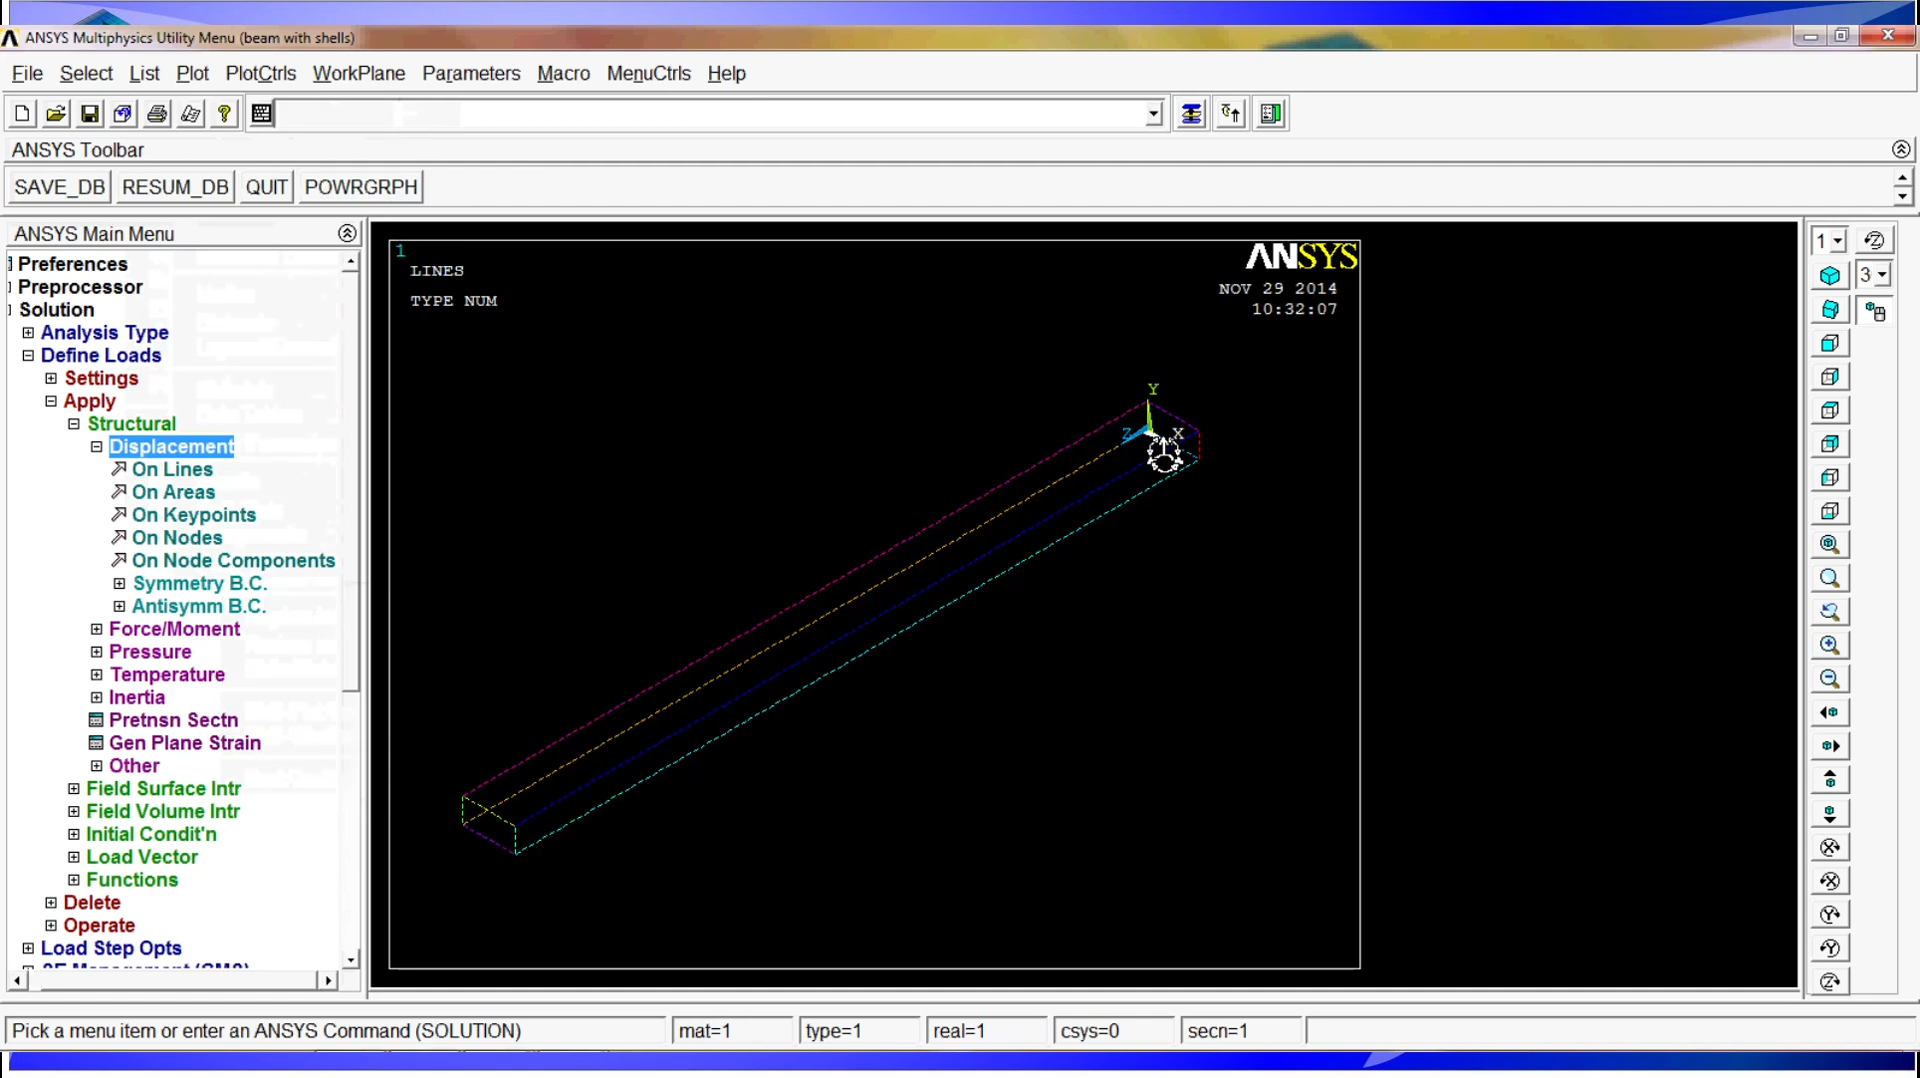 ANSYS Multiphysics Utility Menu (beam with shells)
File Select List Plot PlotCtrls WorkPlane Parameters Macro MenuCtrls Help
ANSYS Toolbar
SAVE_DB RESUM_DB QUIT POWRGRPH
ANSYS Main Menu
Preferences
Preprocessor
Solution
Analysis Type
Define Loads
Settings
Apply
Structural
Displacement
On Lines
On Areas
On Keypoints
On Nodes
On Node Components
Symmetry B.C.
Antisymm B.C.
Force/Moment
Pressure
Temperature
Inertia
Pretnsn Sectn
Gen Plane Strain
Other
Field Surface Intr
Field Volume Intr
Initial Condit'n
Load Vector
Functions
Delete
Operate
Load Step Opts
1
LINES
TYPE NUM
ANSYS
NOV 29 2014
10:32:07
Y
Z
X
1
3
Pick a menu item or enter an ANSYS Command (SOLUTION) mat=1 type=1 real=1 csys=0 secn=1